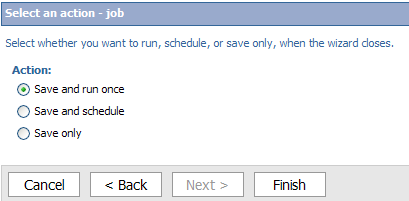 Select an action - job
Select whether you want to run, schedule, or save only, when the wizard closes.
Action:
Save and run once
Save and schedule
Save only
Cancel < Back Next > Finish